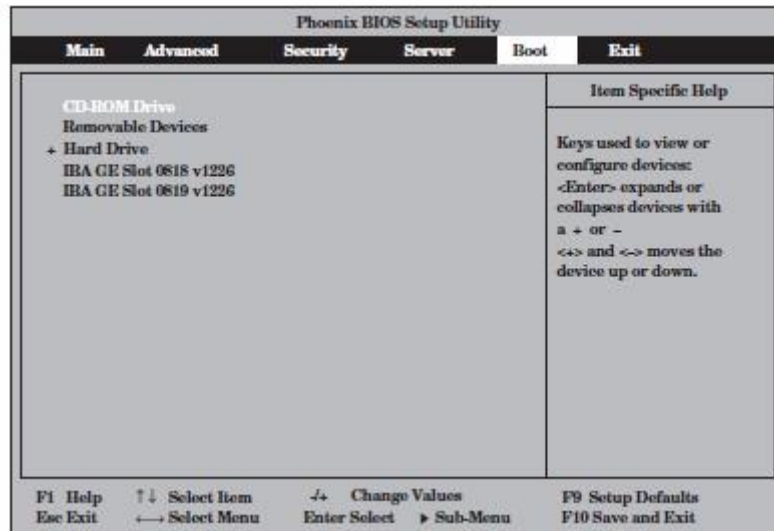 Phoenix BIOS Setup Utility
Main Advanced Security Server Boot Exit
CD-ROM Drive
Removable Devices
+ Hard Drive
IBA GE Slot 0818 v1226
IBA GE Slot 0819 v1226
Item Specific Help
Keys used to view or
configure devices:
<Enter> expands or
collapses devices with
a + or –
<+> and <-> moves the
device up or down.
F1 Help ↑↓ Select Item -/+ Change Values F9 Setup Defaults
Esc Exit ←→ Select Menu Enter Select ▶ Sub-Menu F10 Save and Exit